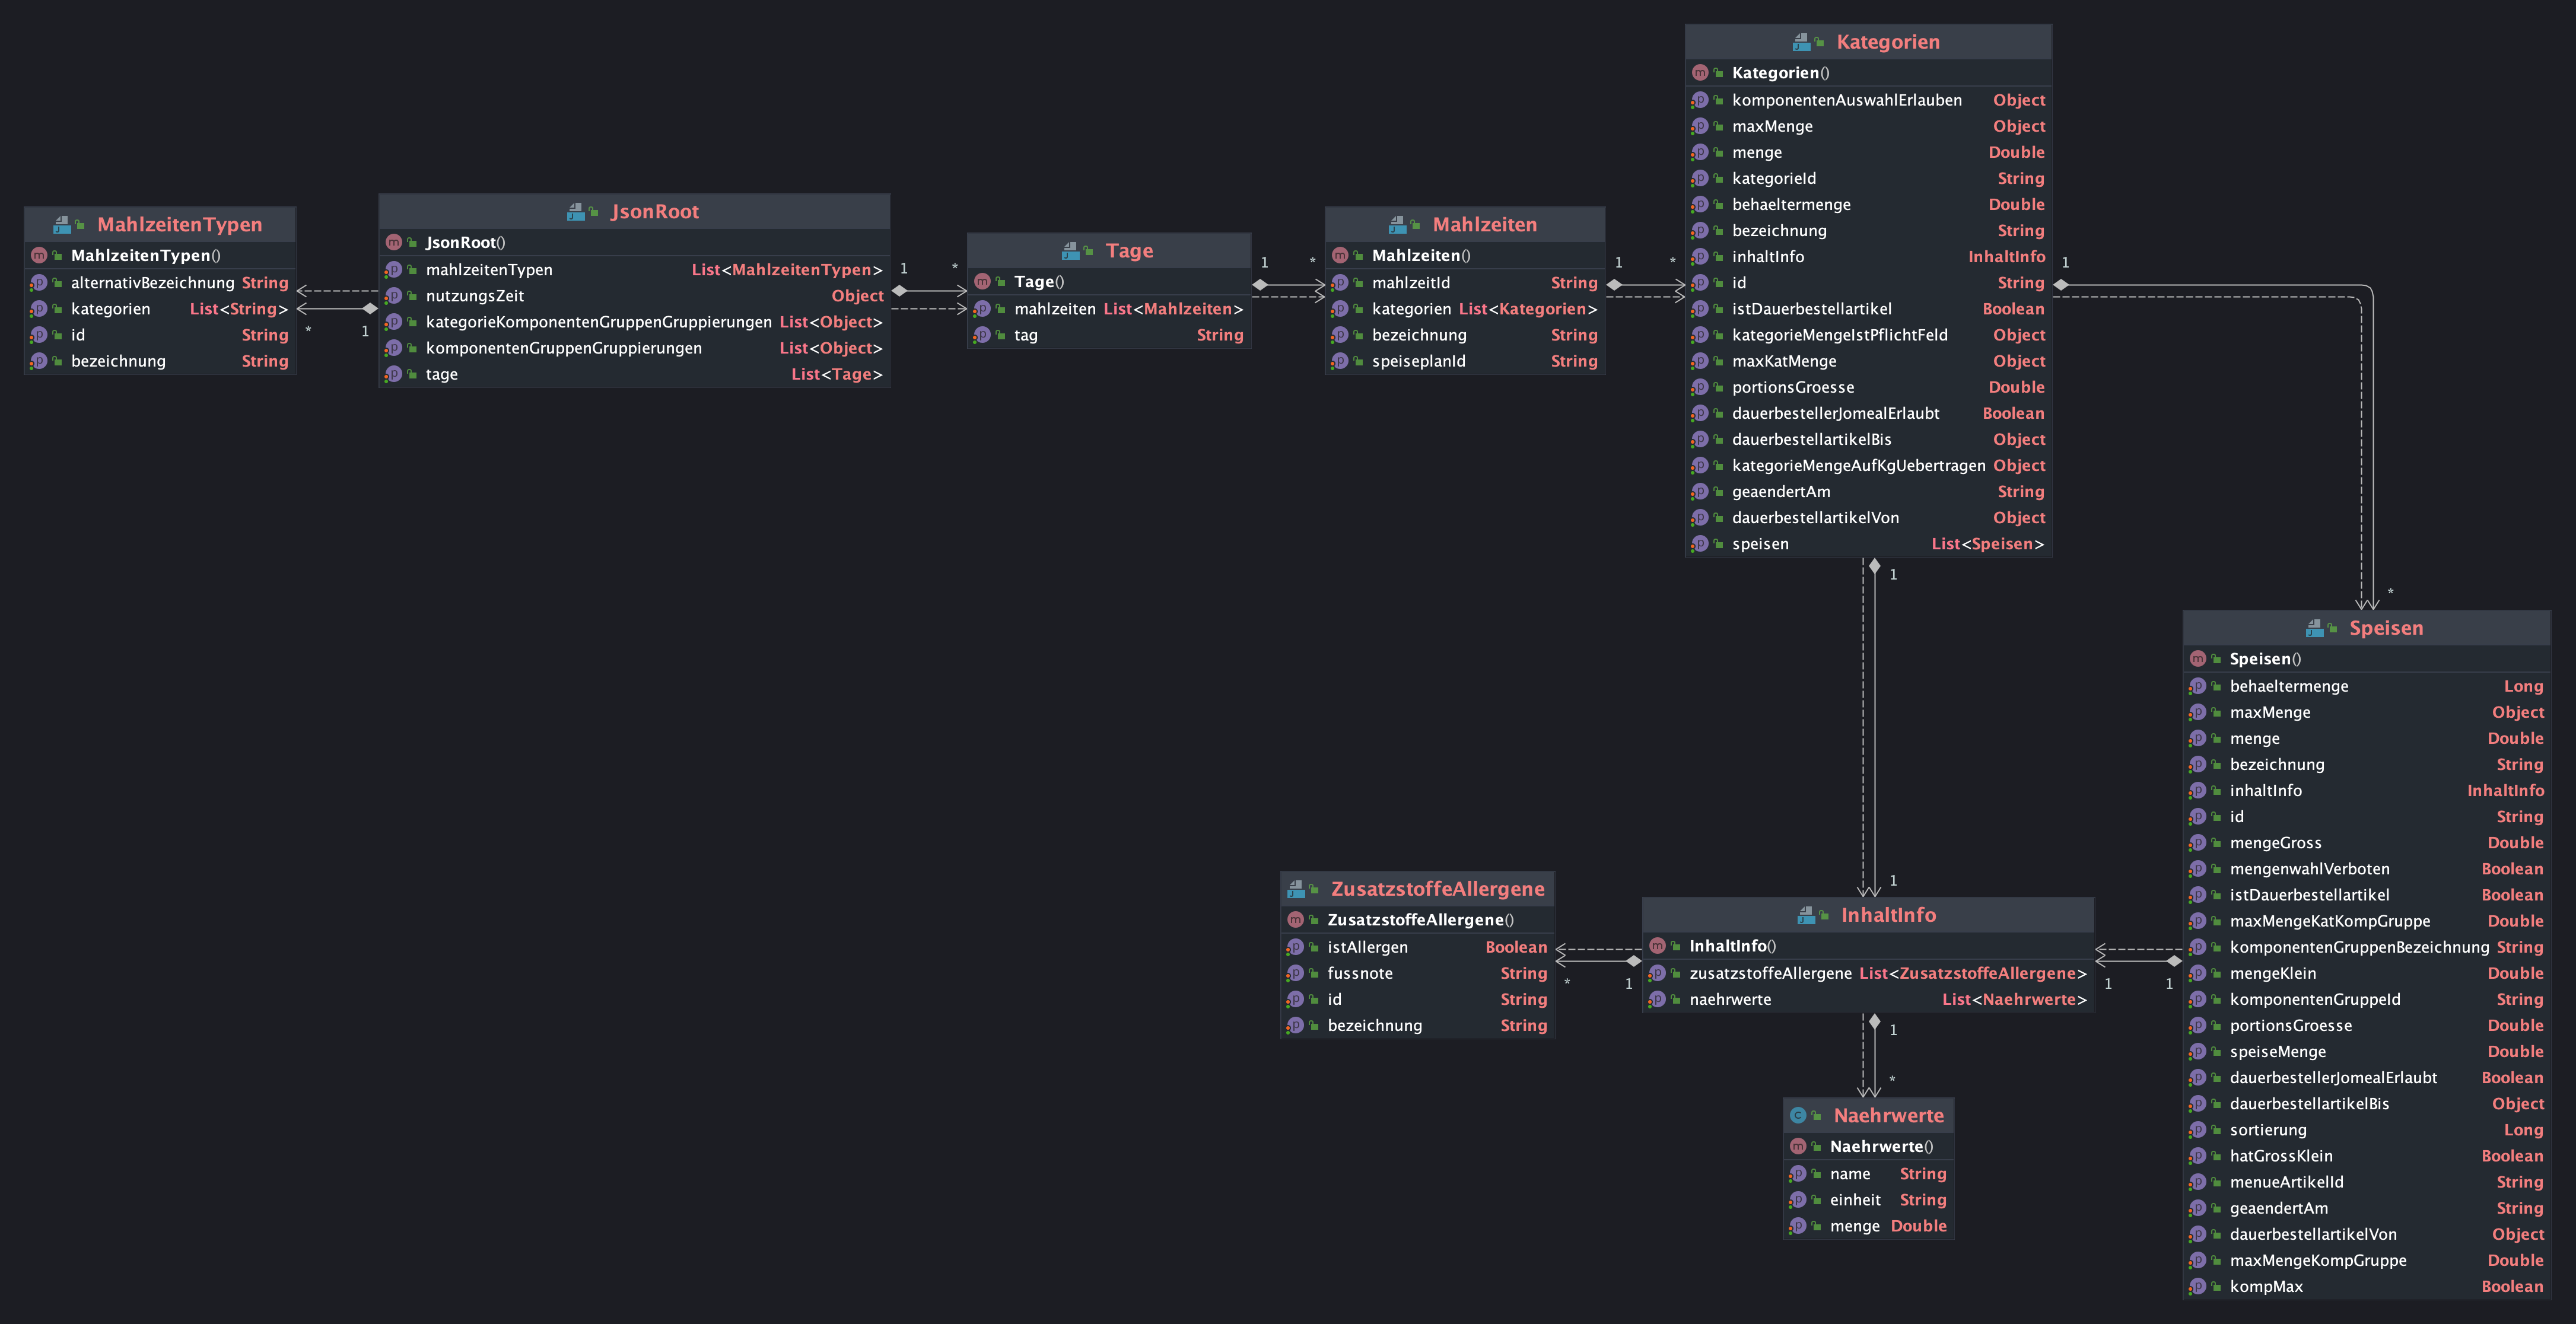 MahlzeitenTypen
MahlzeitenTypen()
alternativBezeichnung String
kategorien List<String>
id String
bezeichnung String
*
1
JsonRoot
JsonRoot()
mahlzeitenTypen List<MahlzeitenTypen>
nutzungsZeit Object
kategorieKomponentenGruppenGruppierungen List<Object>
komponentenGruppenGruppierungen List<Object>
tage List<Tage>
1
*
Tage
Tage()
mahlzeiten List<Mahlzeiten>
tag String
1
*
Mahlzeiten
Mahlzeiten()
mahlzeitId String
kategorien List<Kategorien>
bezeichnung String
speiseplanId String
1
*
Kategorien
Kategorien()
komponentenAuswahlErlauben Object
maxMenge Object
menge Double
kategorieId String
behaeltermenge Double
bezeichnung String
inhaltInfo InhaltInfo
id String
istDauerbestellartikel Boolean
kategorieMengeIstPflichtFeld Object
maxKatMenge Object
portionsGroesse Double
dauerbestellerJomealErlaubt Boolean
dauerbestellartikelBis Object
kategorieMengeAufKgUebertragen Object
geaendertAm String
dauerbestellartikelVon Object
speisen List<Speisen>
1
*
1
1
Speisen
Speisen()
behaeltermenge Long
maxMenge Object
menge Double
bezeichnung String
inhaltInfo InhaltInfo
id String
mengeGross Double
mengenwahlVerboten Boolean
istDauerbestellartikel Boolean
maxMengeKatKompGruppe Double
komponentenGruppenBezeichnung String
mengeKlein Double
komponentenGruppeId String
portionsGroesse Double
speiseMenge Double
dauerbestellerJomealErlaubt Boolean
dauerbestellartikelBis Object
sortierung Long
hatGrossKlein Boolean
menueArtikelId String
geaendertAm String
dauerbestellartikelVon Object
maxMengeKompGruppe Double
kompMax Boolean
ZusatzstoffeAllergene
ZusatzstoffeAllergene()
istAllergen Boolean
fussnote String
id String
bezeichnung String
*
1
InhaltInfo
InhaltInfo()
zusatzstoffeAllergene List<ZusatzstoffeAllergene>
naehrwerte List<Naehrwerte>
1
1
1
*
Naehrwerte
Naehrwerte()
name String
einheit String
menge Double